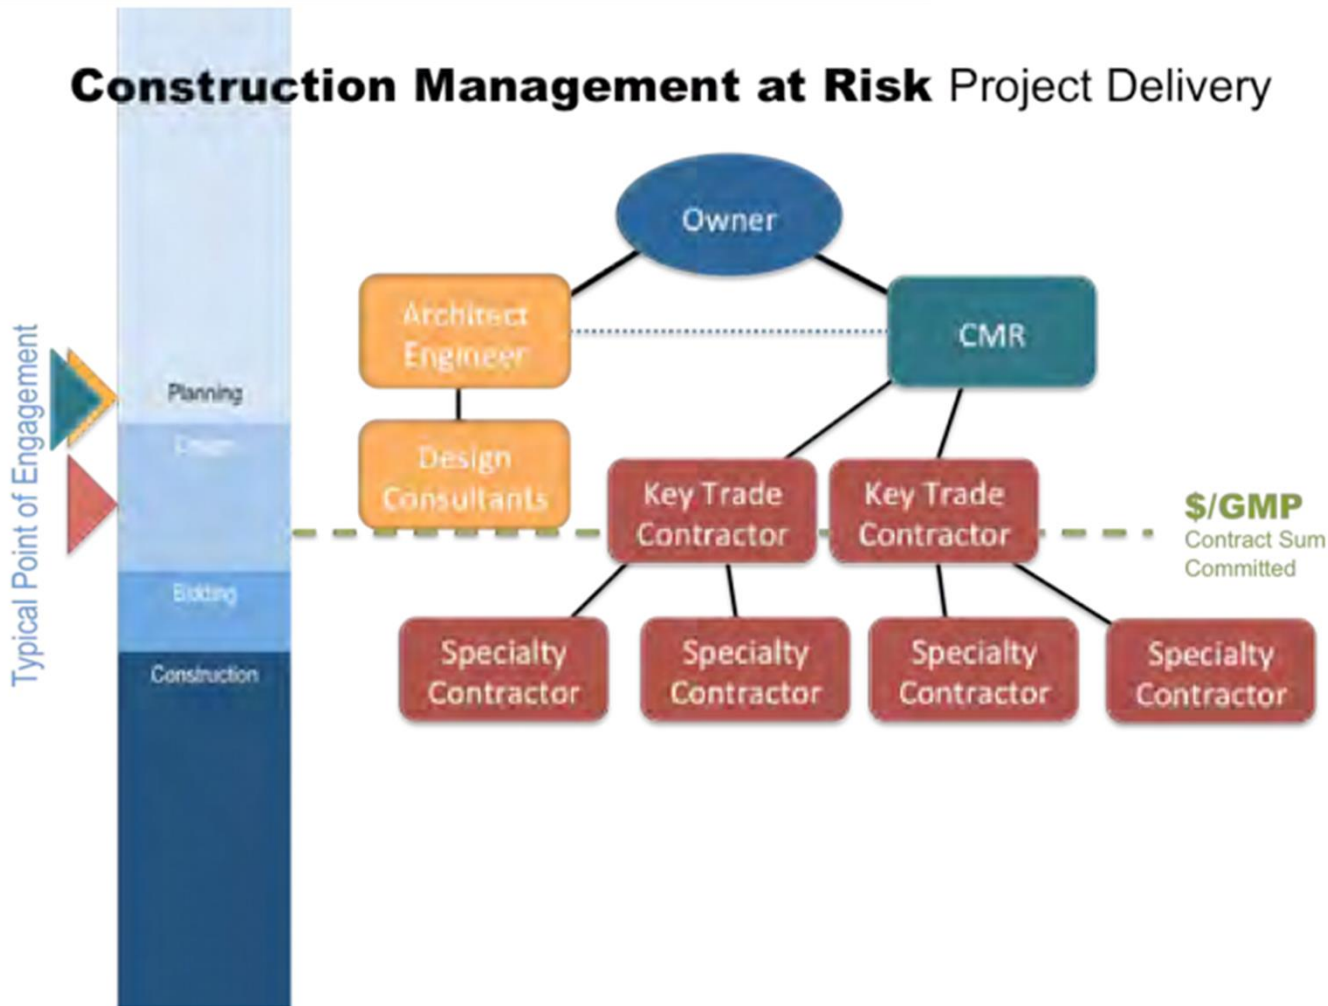 Construction Management at Risk Project Delivery
Owner
Architect
Engineer
CMR
Design
Consultants
Key Trade
Contractor
Key Trade
Contractor
$/GMP
Contract Sum
Committed
Specialty
Contractor
Specialty
Contractor
Specialty
Contractor
Specialty
Contractor
Typical Point of Engagement
Planning
Design
Bidding
Construction